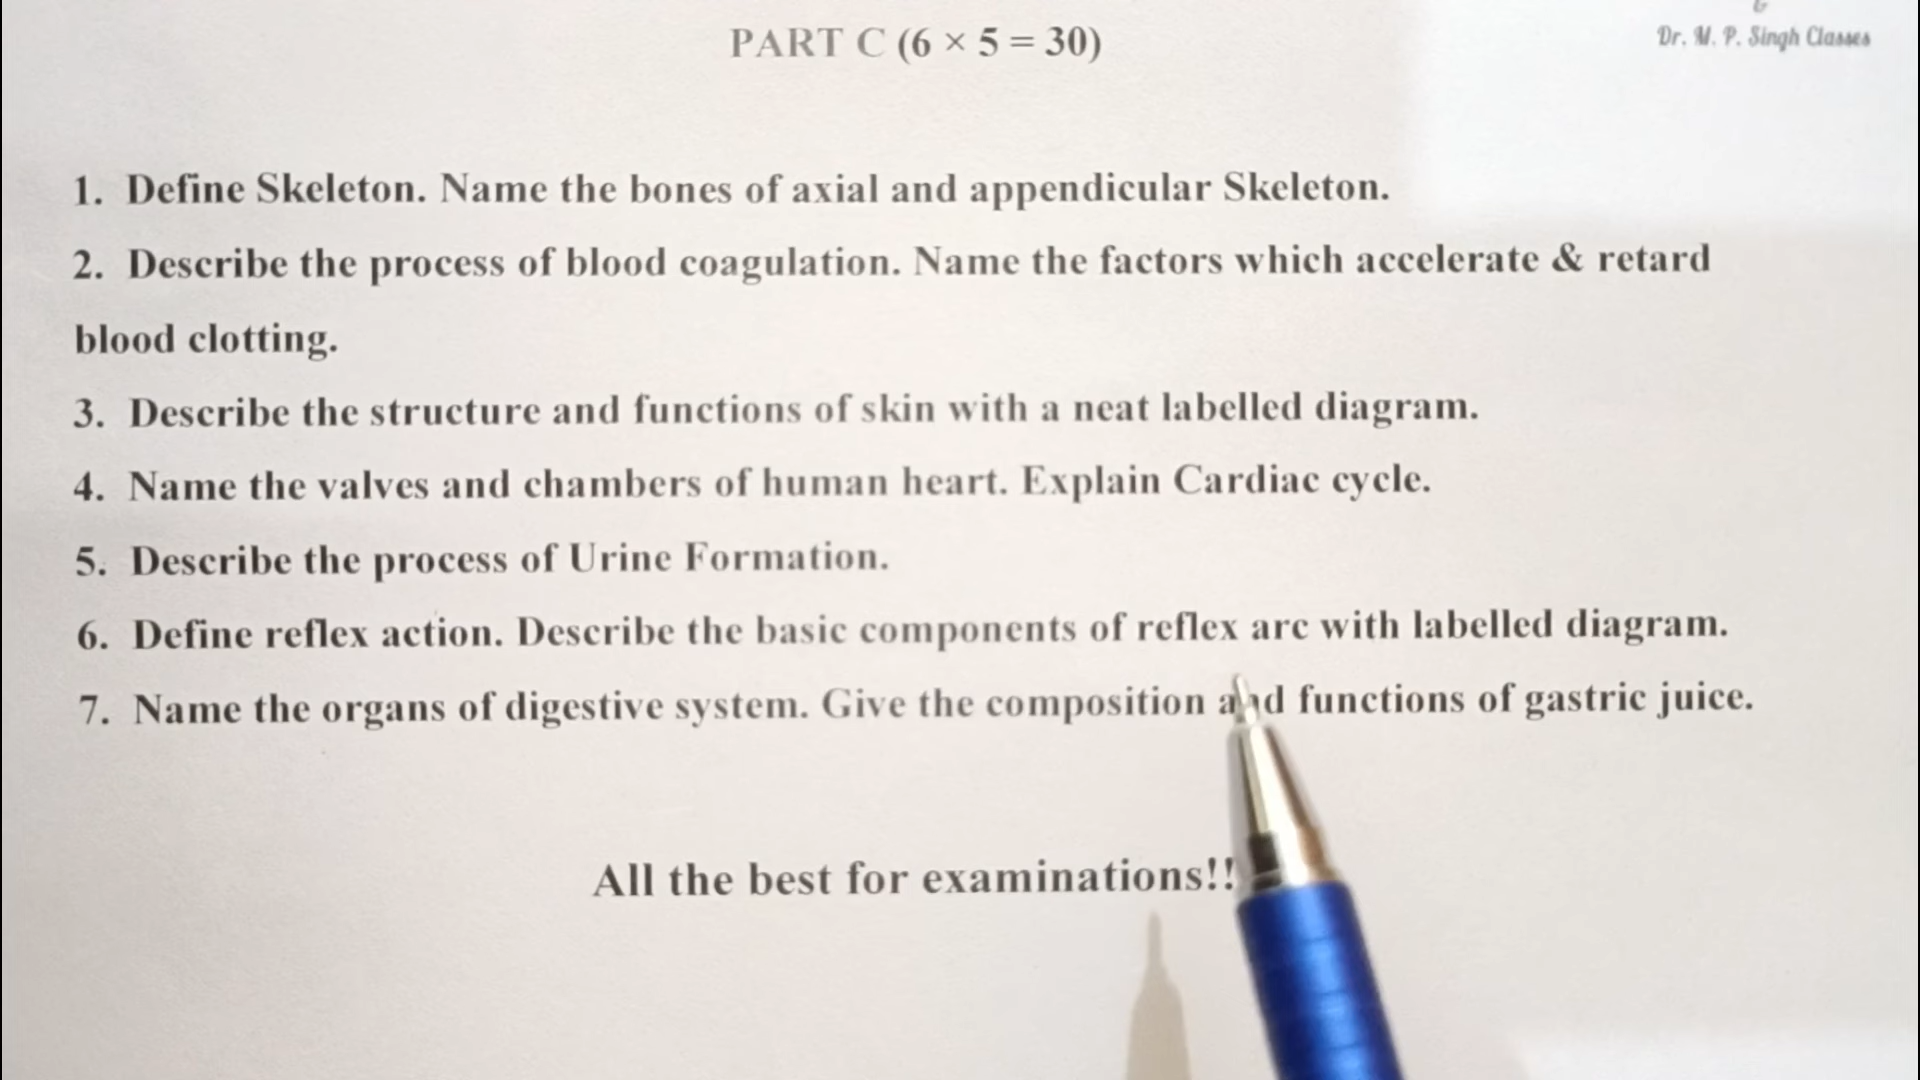 &
Dr. M. P. Singh Classes
PART C (6 × 5 = 30)
1. Define Skeleton. Name the bones of axial and appendicular Skeleton.
2. Describe the process of blood coagulation. Name the factors which accelerate & retard
blood clotting.
3. Describe the structure and functions of skin with a neat labelled diagram.
4. Name the valves and chambers of human heart. Explain Cardiac cycle.
5. Describe the process of Urine Formation.
6. Define reflex action. Describe the basic components of reflex arc with labelled diagram.
7. Name the organs of digestive system. Give the composition and functions of gastric juice.
All the best for examinations!!